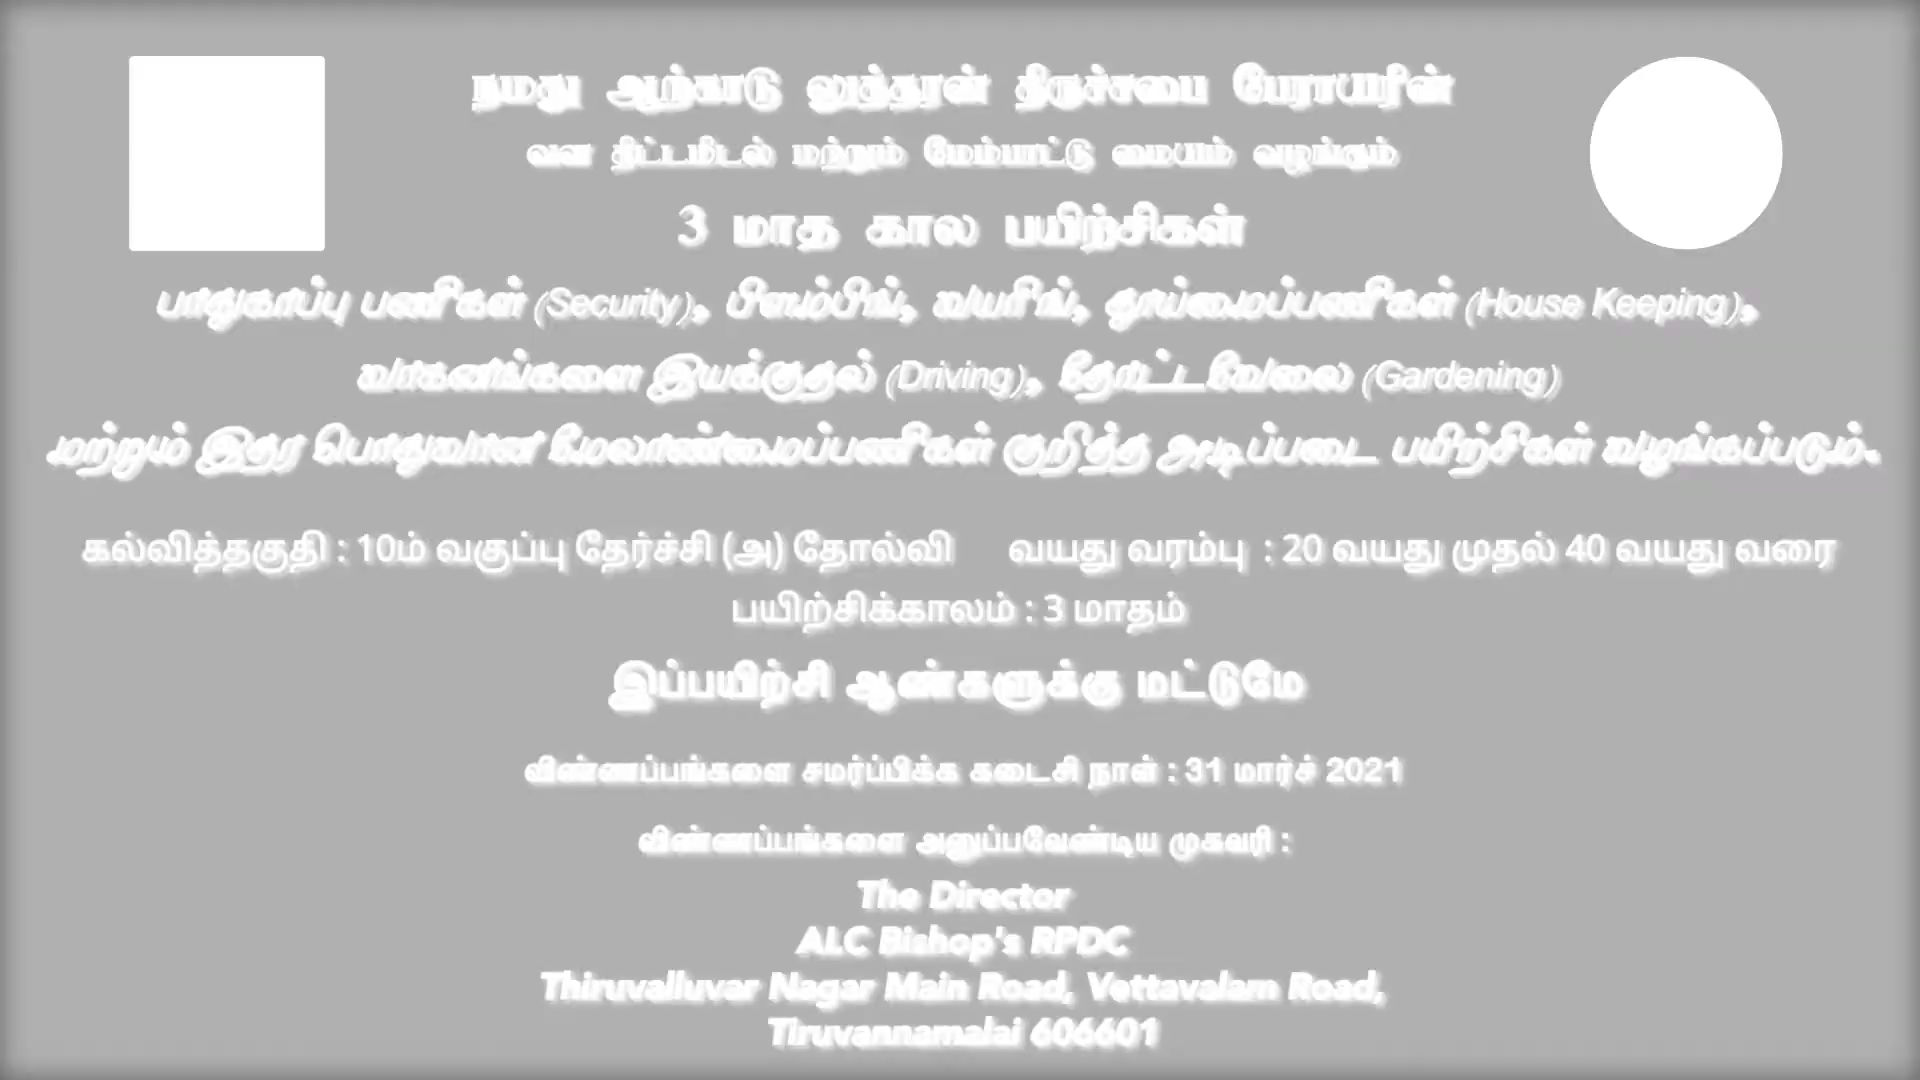 நமது ஆற்காடு லுத்தரன் திருச்சபை பேராயரின்
வள திட்டமிடல் மற்றும் மேம்பாட்டு மையம் வழங்கும்
3 மாத கால பயிற்சிகள்
பாதுகாப்பு பணிகள் (Security), பிளம்பிங், வயரிங், தூய்மைப்பணிகள் (House Keeping),
வாகனங்களை இயக்குதல் (Driving), தோட்டவேலை (Gardening)
மற்றும் இதர பொதுவான மேலாண்மைப்பணிகள் குறித்த அடிப்படை பயிற்சிகள் வழங்கப்படும்.
கல்வித்தகுதி : 10ம் வகுப்பு தேர்ச்சி (அ) தோல்வி வயது வரம்பு : 20 வயது முதல் 40 வயது வரை
பயிற்சிக்காலம் : 3 மாதம்
இப்பயிற்சி ஆண்களுக்கு மட்டுமே
விண்ணப்பங்களை சமர்ப்பிக்க கடைசி நாள் : 31 மார்ச் 2021
விண்ணப்பங்களை அனுப்பவேண்டிய முகவரி :
The Director
ALC Bishop's RPDC
Thiruvalluvar Nagar Main Road, Vettavalam Road,
Tiruvannamalai 606601